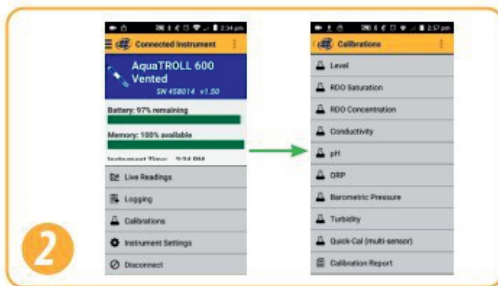 2:34 pm
Connected Instrument
AquaTROLL 600
Vented
SN 458014 v1.50
Battery: 97% remaining
Memory: 100% available
Instrument Time:
Live Readings
Logging
Calibrations
Instrument Settings
Disconnect
2:57 pm
Calibrations
Level
RDO Saturation
RDO Concentration
Conductivity
pH
ORP
Barometric Pressure
Turbidity
Quick-Cal (multi-sensor)
Calibration Report
2